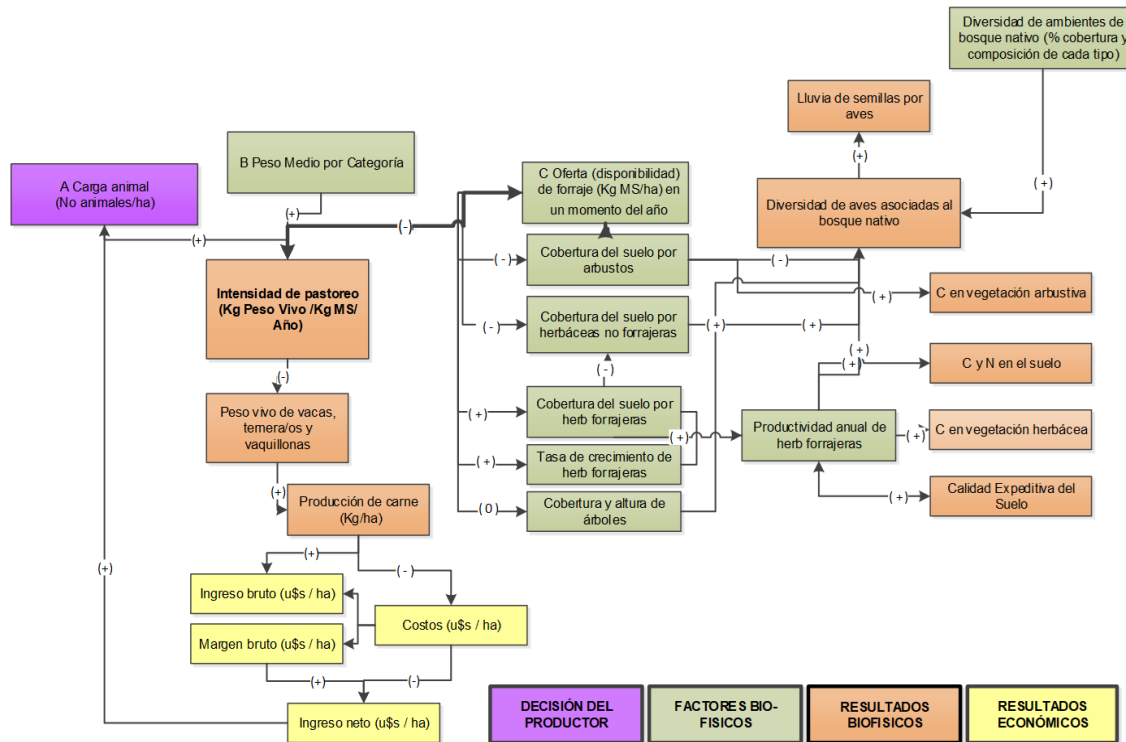 Diversidad de ambientes de
bosque nativo (% cobertura y
composición de cada tipo)
Lluvia de semillas por
aves
(+)
(+)
B Peso Medio por Categoría
A Carga animal
(No animales/ha)
C Oferta (disponibilidad)
de forraje (Kg MS/ha) en
un momento del año
Diversidad de aves asociadas al
bosque nativo
(+)
(+)
(-)
Intensidad de pastoreo
(Kg Peso Vivo /Kg MS/
Año)
(-)
Cobertura del suelo por
arbustos
(-)
(+)
C en vegetación arbustiva
(-)
Cobertura del suelo por
herbáceas no forrajeras
(+)
(+)
(-)
(-)
(+)
(+)
C y N en el suelo
Peso vivo de vacas,
ternera/os y
vaquillonas
(+)
Cobertura del suelo por
herb forrajeras
(+)
Productividad anual de
herb forrajeras
(+)
C en vegetación herbácea
(+)
Tasa de crecimiento de
herb forrajeras
(+)
Producción de carne
(Kg/ha)
(0)
Cobertura y altura de
árboles
(+)
Calidad Expeditiva del
Suelo
(+)
(+)
(-)
Ingreso bruto (u$s / ha)
Costos (u$s / ha)
Margen bruto (u$s / ha)
(+)
(-)
Ingreso neto (u$s / ha)
DECISIÓN DEL
PRODUCTOR
FACTORES BIO-
FISICOS
RESULTADOS
BIOFISICOS
RESULTADOS
ECONÓMICOS